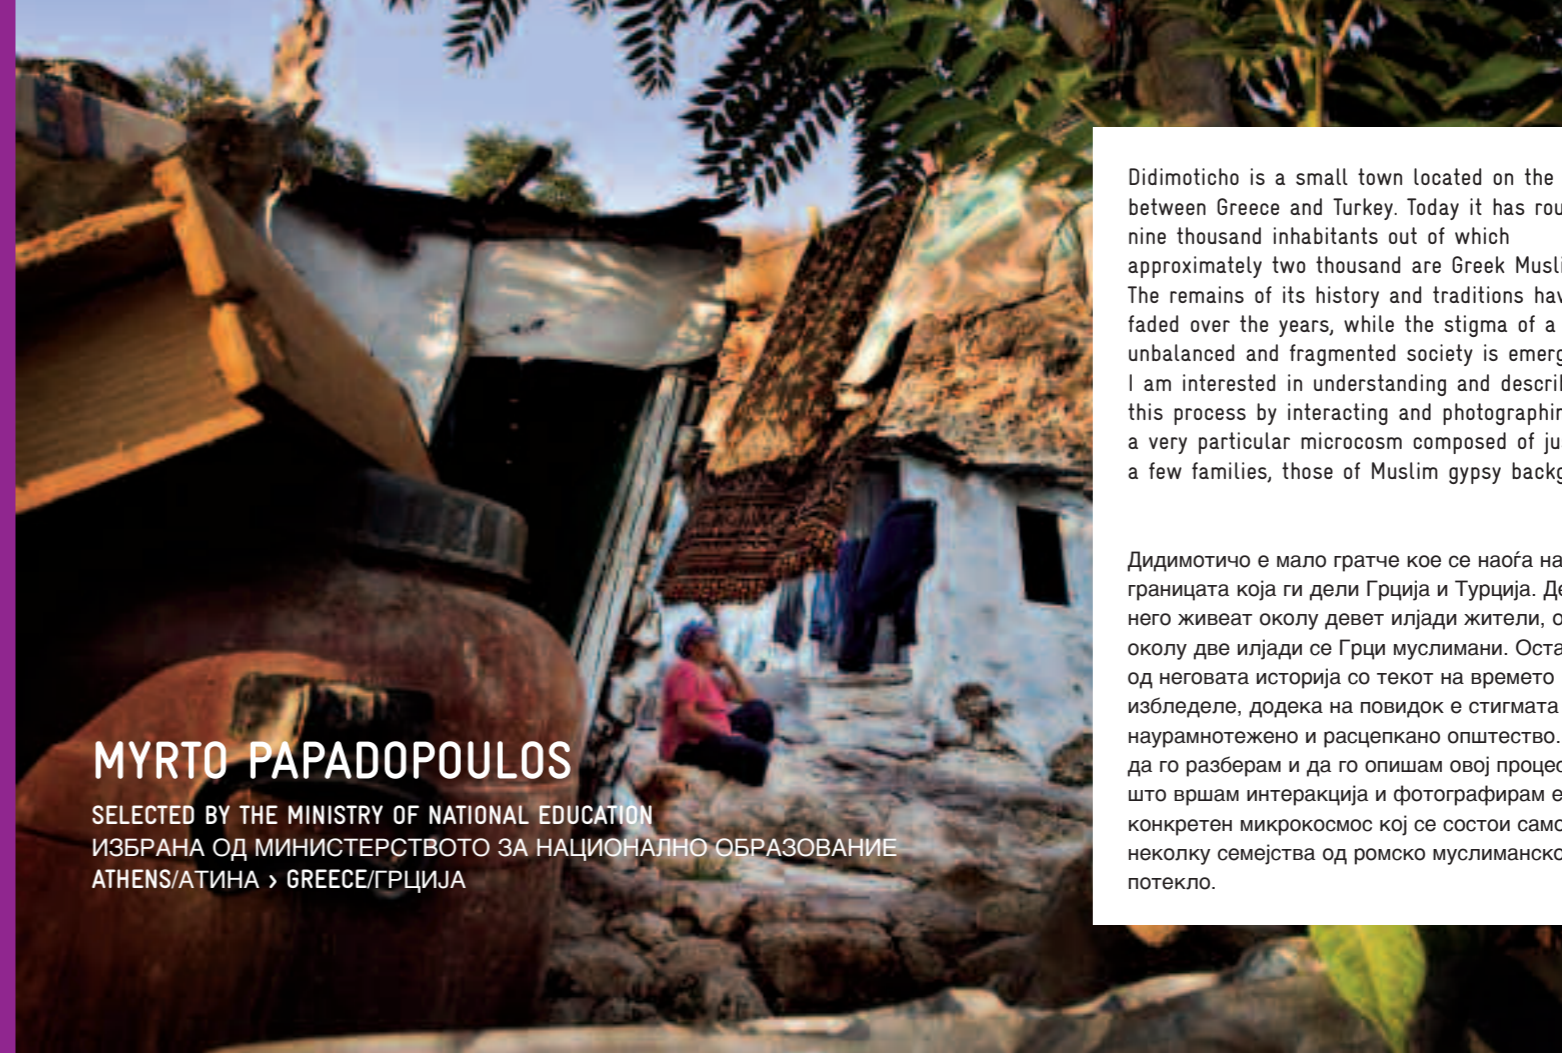 MYRTO PAPADOPOULOS
SELECTED BY THE MINISTRY OF NATIONAL EDUCATION
ИЗБРАНА ОД МИНИСТЕРСТВОТО ЗА НАЦИОНАЛНО ОБРАЗОВАНИЕ
ATHENS/АТИНА › GREECE/ГРЦИЈА
Didimoticho is a small town located on the
between Greece and Turkey. Today it has
nine thousand inhabitants out of which
approximately two thousand are Greek
The remains of its history and traditions
faded over the years, while the stigma of a
unbalanced and fragmented society is
I am interested in understanding and
this process by interacting and
a very particular microcosm composed of
a few families, those of Muslim gypsy
Дидимотичо е мало гратче кое се наоѓа на
границата која ги дели Грција и Турција.
него живеат околу девет илјади жители,
околу две илјади се Грци муслимани.
од неговата историја со текот на времето
избледеле, додека на повидок е стигмата
наурамнотежено и расцепкано општество.
да го разберам и да го опишам овој
што вршам интеракција и фотографирам
конкретен микрокосмос кој се состои
неколку семејства од ромско
потекло.